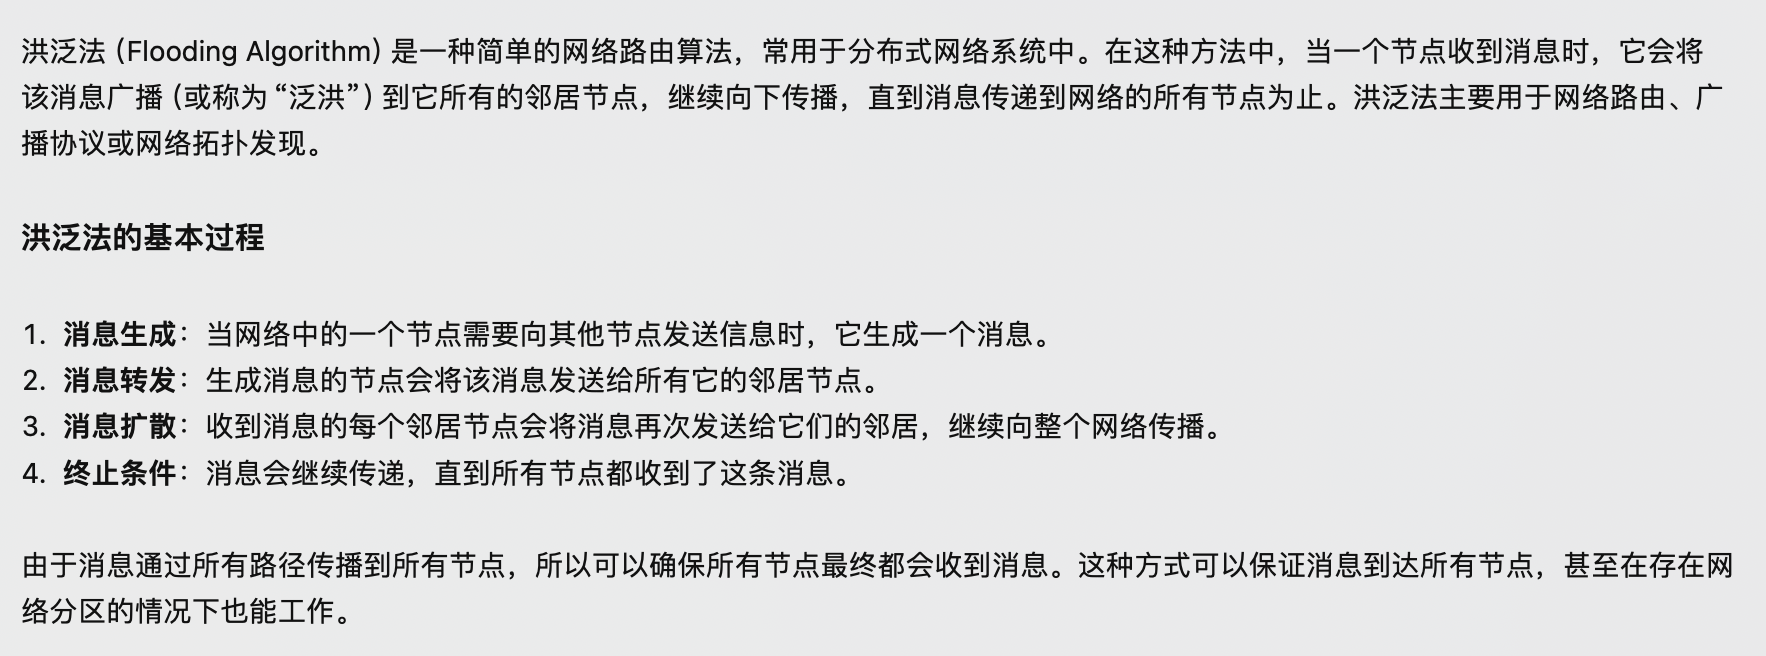 洪泛法 (Flooding Algorithm) 是一种简单的网络路由算法，常用于分布式网络系统中。在这种方法中，当一个节点收到消息时，它会将
该消息广播 (或称为 “泛洪”) 到它所有的邻居节点，继续向下传播，直到消息传递到网络的所有节点为止。洪泛法主要用于网络路由、广
播协议或网络拓扑发现。
洪泛法的基本过程
1. 消息生成：当网络中的一个节点需要向其他节点发送信息时，它生成一个消息。
2. 消息转发：生成消息的节点会将该消息发送给所有它的邻居节点。
3. 消息扩散：收到消息的每个邻居节点会将消息再次发送给它们的邻居，继续向整个网络传播。
4. 终止条件：消息会继续传递，直到所有节点都收到了这条消息。
由于消息通过所有路径传播到所有节点，所以可以确保所有节点最终都会收到消息。这种方式可以保证消息到达所有节点，甚至在存在网
络分区的情况下也能工作。